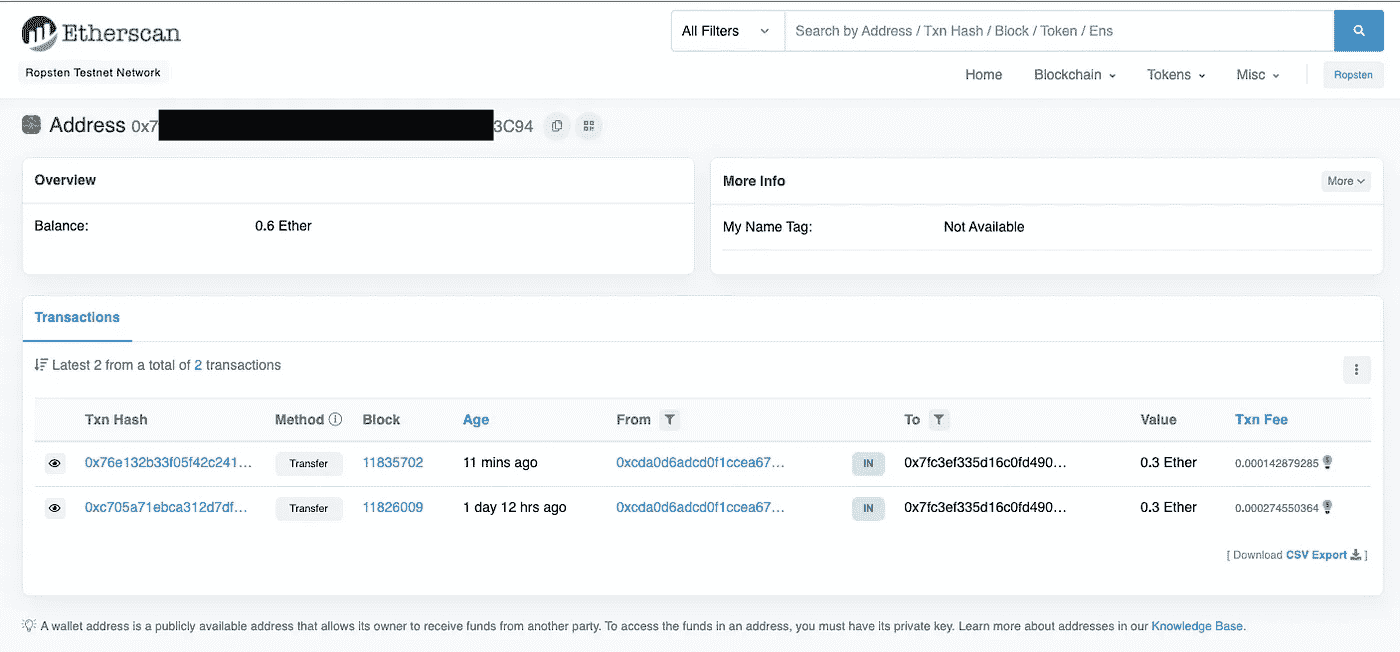 Etherscan
All Filters Search by Address / Txn Hash / Block / Token / Ens
Ropsten Testnet Network
Home Blockchain Tokens Misc Ropsten
Address 0x7 3C94
Overview
Balance: 0.6 Ether
More Info More
My Name Tag: Not Available
Transactions
Latest 2 from a total of 2 transactions
Txn Hash Method Block Age From To Value Txn Fee
0x76e132b33f05f42c241... Transfer 11835702 11 mins ago 0xcda0d6adcd0f1ccea67... IN 0x7fc3ef335d16c0fd490... 0.3 Ether 0.000142879285
0xc705a71ebca312d7df... Transfer 11826009 1 day 12 hrs ago 0xcda0d6adcd0f1ccea67... IN 0x7fc3ef335d16c0fd490... 0.3 Ether 0.000274550364
[ Download CSV Export ]
A wallet address is a publicly available address that allows its owner to receive funds from another party. To access the funds in an address, you must have its private key. Learn more about addresses in our Knowledge Base.